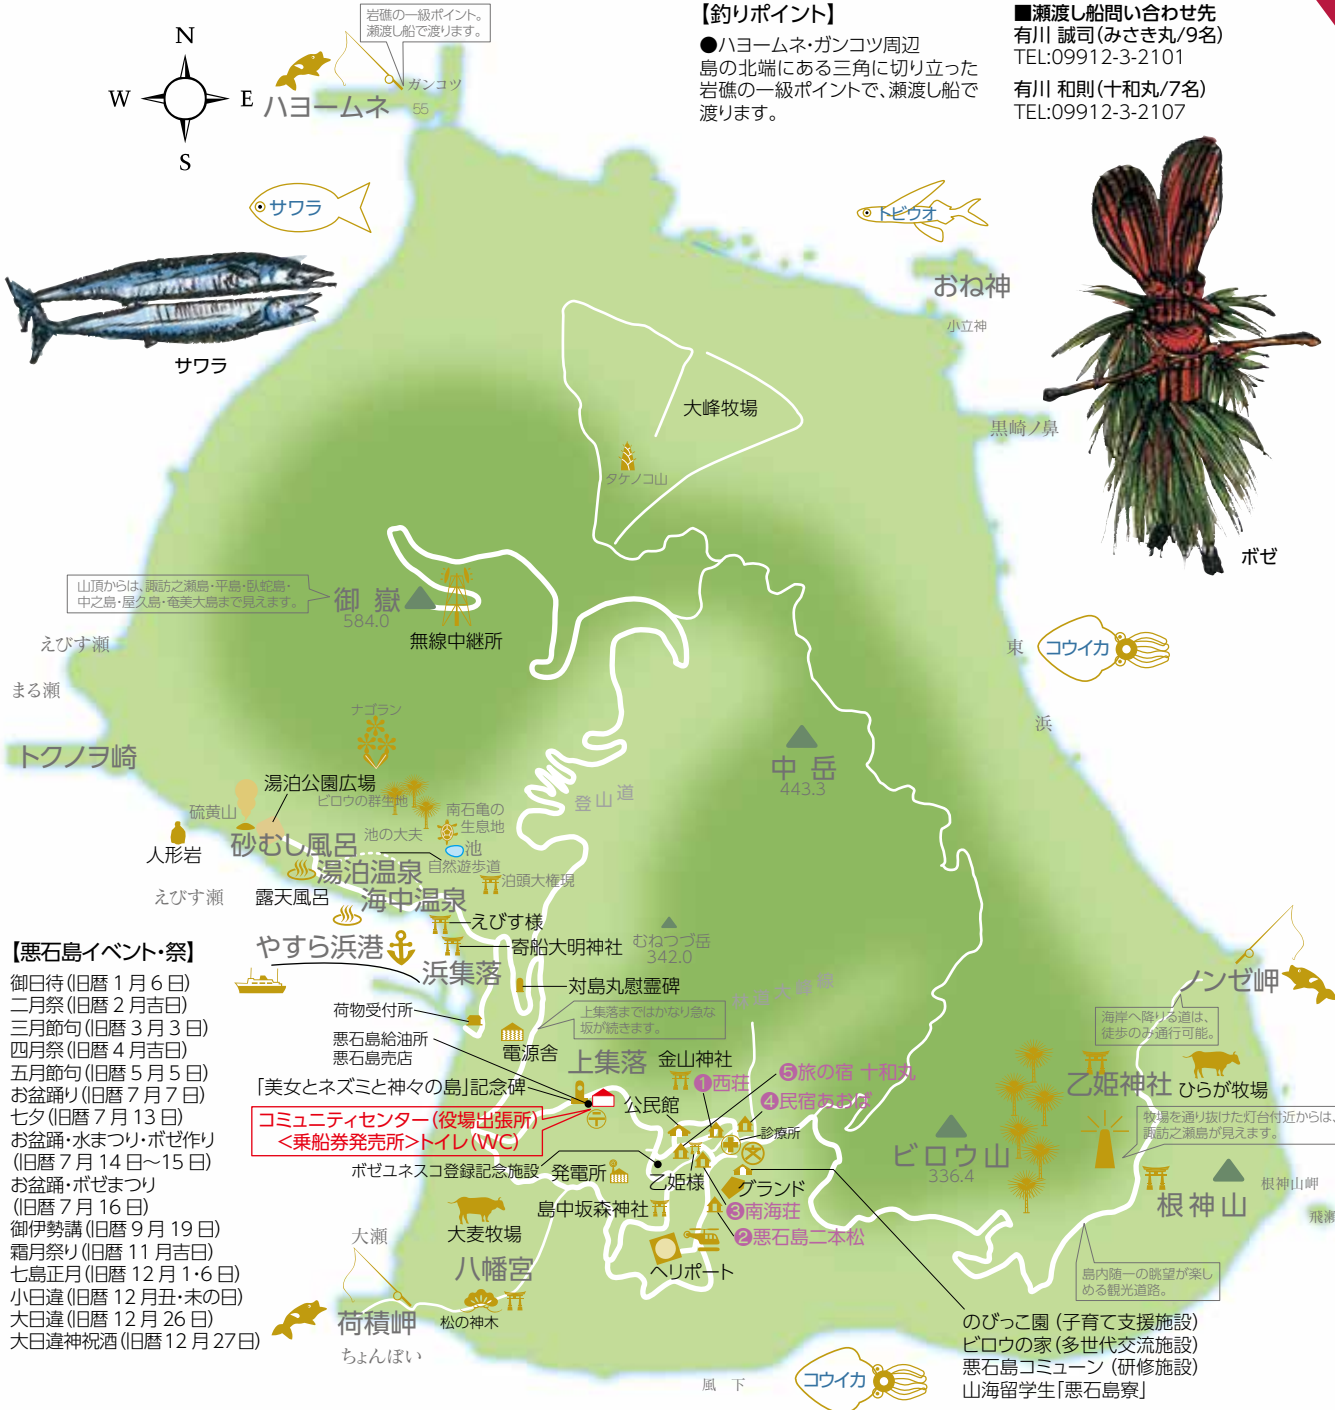 岩礁の一級ポイント。
瀬渡し船で渡ります。
【釣りポイント】
●ハヨームネ・ガンコツ周辺
島の北端にある三角に切り立った
岩礁の一級ポイントで、瀬渡し船で
渡ります。
■瀬渡し船問い合わせ先
有川 誠司(みさき丸/9名)
TEL:09912-3-2101
有川 和則(十和丸/7名)
TEL:09912-3-2107
N
W
E
S
ハヨームネ
ガンコツ
55
サワラ
トビウオ
サワラ
おね神
小立神
大峰牧場
タケノコ山
黒崎ノ鼻
ボゼ
山頂からは、諏訪之瀬島・平島・臥蛇島・
中之島・屋久島・奄美大島まで見えます。
御嶽
584.0
無線中継所
えびす瀬
まる瀬
トクノヲ崎
東
浜
コウイカ
ナゴラン
中岳
443.3
登山道
湯泊公園広場
ビロウの群生地
硫黄山
南石亀の
生息地
池の大夫
池
人形岩
砂むし風呂
自然遊歩道
湯泊温泉
泊頭大権現
えびす瀬
露天風呂
海中温泉
えびす様
やすら浜港
寄船大明神社
むねつづ岳
342.0
浜集落
対島丸慰霊碑
ノンゼ岬
荷物受付所
上集落まではかなり急な
坂が続きます。
海岸へ降りる道は、
徒歩のみ通行可能。
悪石島給油所
悪石島売店
電源舎
上集落
金山神社
❺旅の宿 十和丸
❶西荘
❹民宿あおば
乙姫神社
ひらが牧場
「美女とネズミと神々の島」記念碑
コミュニティセンター(役場出張所)
<乗船券発売所>トイレ(WC)
公民館
診療所
牧場を通り抜けた灯台付近からは、
諏訪之瀬島が見えます。
ボゼユネスコ登録記念施設
発電所
乙姫様
グランド
ビロウ山
336.4
根神山
根神山岬
飛瀬
島中坂森神社
❸南海荘
❷悪石島二本松
大瀬
大麦牧場
ヘリポート
八幡宮
松の神木
荷積岬
ちょんぼい
島内随一の眺望が楽し
める観光道路。
風下
コウイカ
のびっこ園 (子育て支援施設)
ビロウの家(多世代交流施設)
悪石島コミューン (研修施設)
山海留学生「悪石島寮」
【悪石島イベント・祭】
御日待(旧暦1月6日)
二月祭(旧暦2月吉日)
三月節句(旧暦3月3日)
四月祭(旧暦4月吉日)
五月節句(旧暦5月5日)
お盆踊り(旧暦7月7日)
七夕(旧暦7月13日)
お盆踊・水まつり・ボゼ作り
(旧暦7月14日〜15日)
お盆踊・ボゼまつり
(旧暦7月16日)
御伊勢講(旧暦9月19日)
霜月祭り(旧暦11月吉日)
七島正月(旧暦12月1・6日)
小日違(旧暦12月丑・未の日)
大日違(旧暦12月26日)
大日違神祝酒(旧暦12月27日)